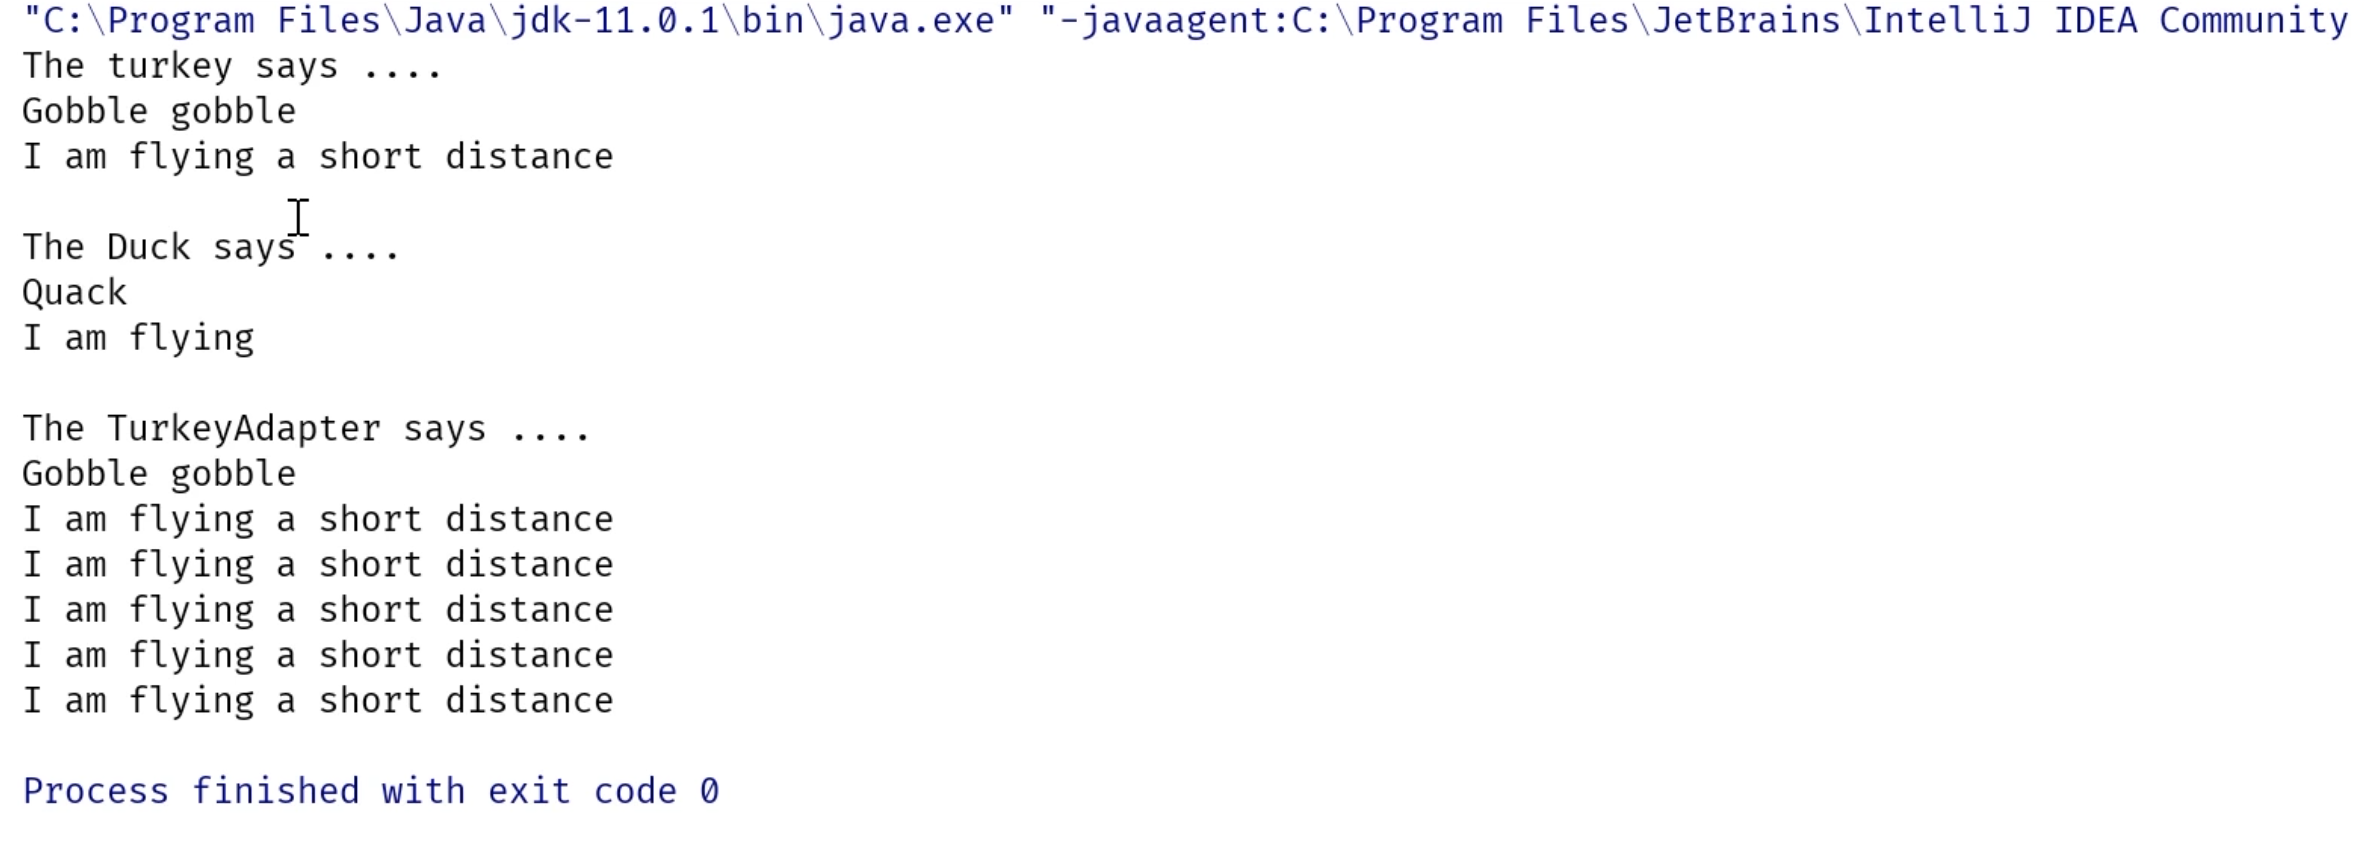 "C:\Program Files\Java\jdk-11.0.1\bin\java.exe" "-javaagent:C:\Program Files\JetBrains\IntelliJ IDEA Community
The turkey says ....
Gobble gobble
I am flying a short distance
The Duck says ....
Quack
I am flying
The TurkeyAdapter says ....
Gobble gobble
I am flying a short distance
I am flying a short distance
I am flying a short distance
I am flying a short distance
I am flying a short distance
Process finished with exit code 0